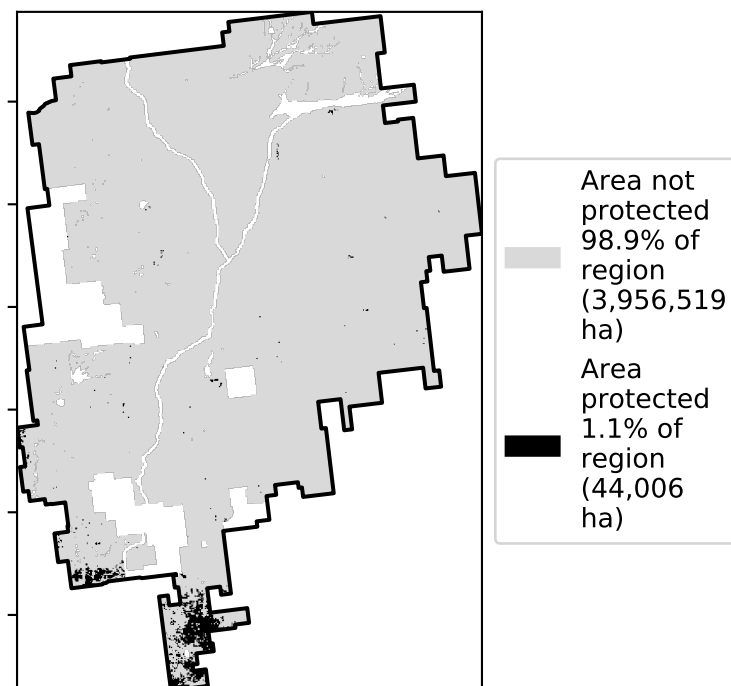 Area not
protected
98.9% of
region
(3,956,519
ha)
Area
protected
1.1% of
region
(44,006
ha)